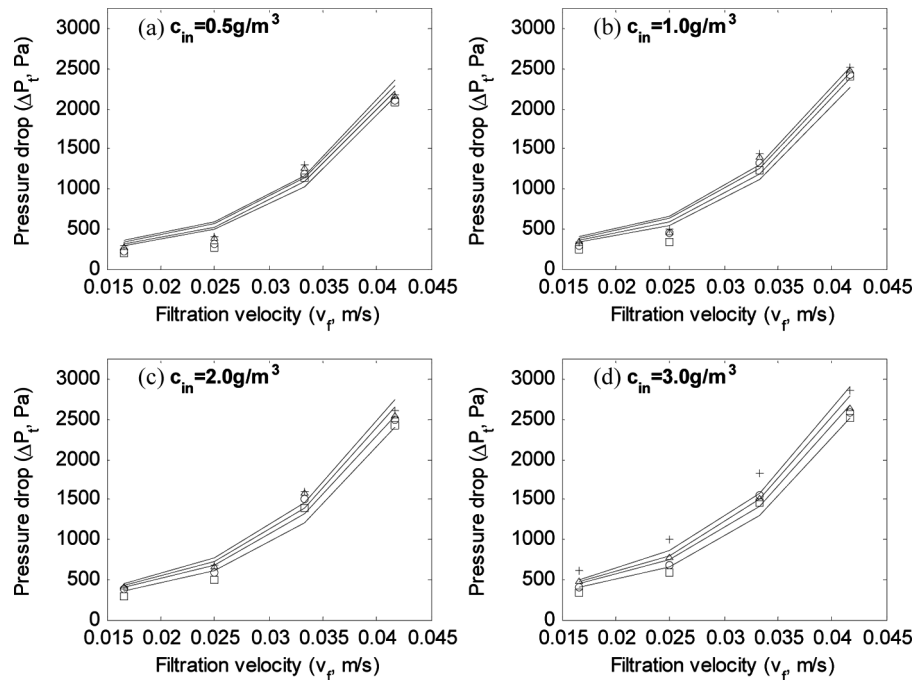 (a) c_in=0.5g/m^3
3000
2500
2000
1500
1000
500
0
Pressure drop (ΔP_t, Pa)
0.015 0.02 0.025 0.03 0.035 0.04 0.045
Filtration velocity (v_f, m/s)
(b) c_in=1.0g/m^3
3000
2500
2000
1500
1000
500
0
Pressure drop (ΔP_t, Pa)
0.015 0.02 0.025 0.03 0.035 0.04 0.045
Filtration velocity (v_f, m/s)
(c) c_in=2.0g/m^3
3000
2500
2000
1500
1000
500
0
Pressure drop (ΔP_t, Pa)
0.015 0.02 0.025 0.03 0.035 0.04 0.045
Filtration velocity (v_f, m/s)
(d) c_in=3.0g/m^3
3000
2500
2000
1500
1000
500
0
Pressure drop (ΔP_t, Pa)
0.015 0.02 0.025 0.03 0.035 0.04 0.045
Filtration velocity (v_f, m/s)